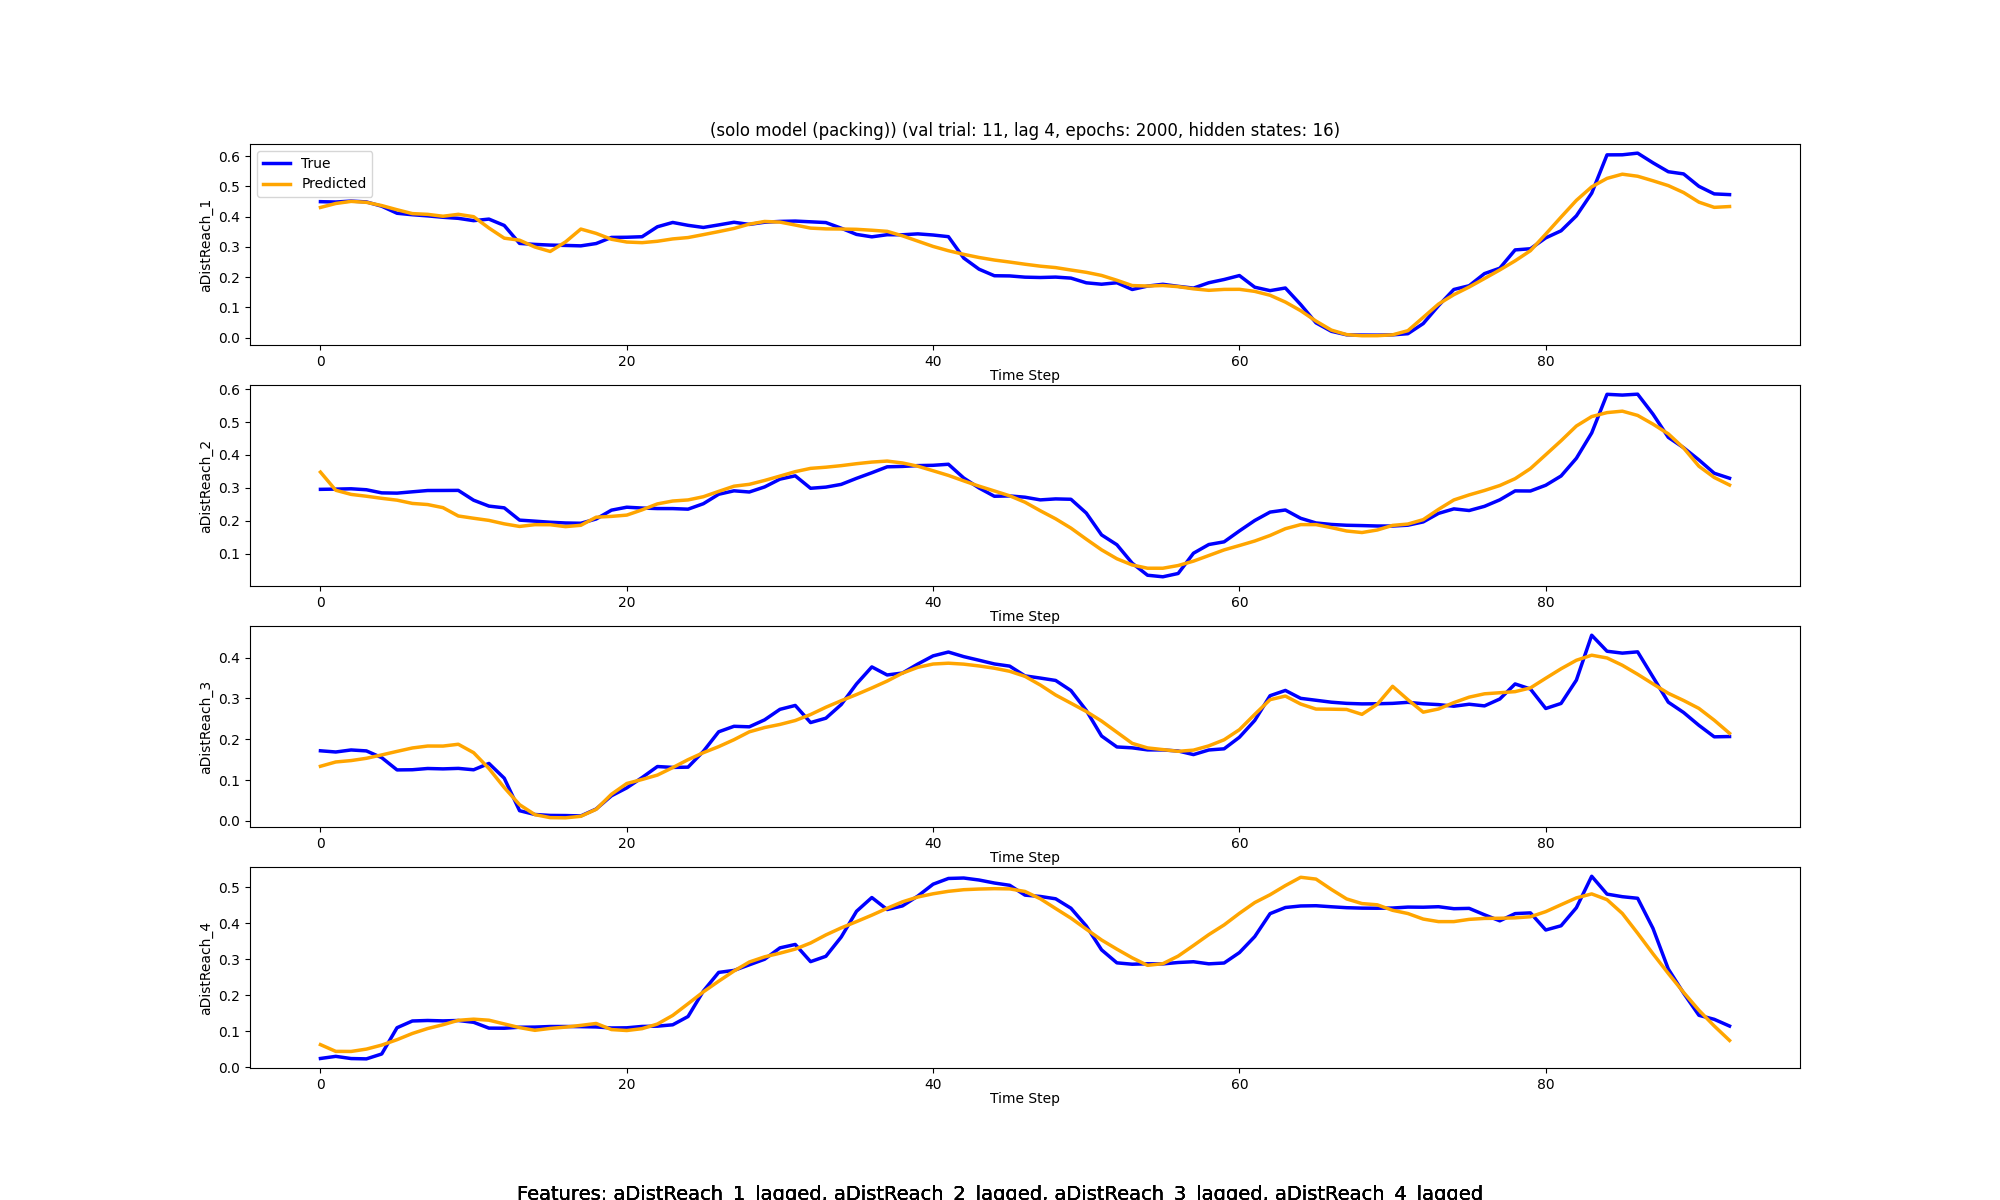 (solo model (packing)) (val trial: 11, lag 4, epochs: 2000, hidden states: 16)
True
Predicted
aDistReach_1
0.6
0.5
0.4
0.3
0.2
0.1
0.0
0 20 40 60 80
Time Step
aDistReach_2
0.6
0.5
0.4
0.3
0.2
0.1
0 20 40 60 80
Time Step
aDistReach_3
0.4
0.3
0.2
0.1
0.0
0 20 40 60 80
Time Step
aDistReach_4
0.5
0.4
0.3
0.2
0.1
0.0
0 20 40 60 80
Time Step
Features: aDistReach_1_lagged, aDistReach_2_lagged, aDistReach_3_lagged, aDistReach_4_lagged